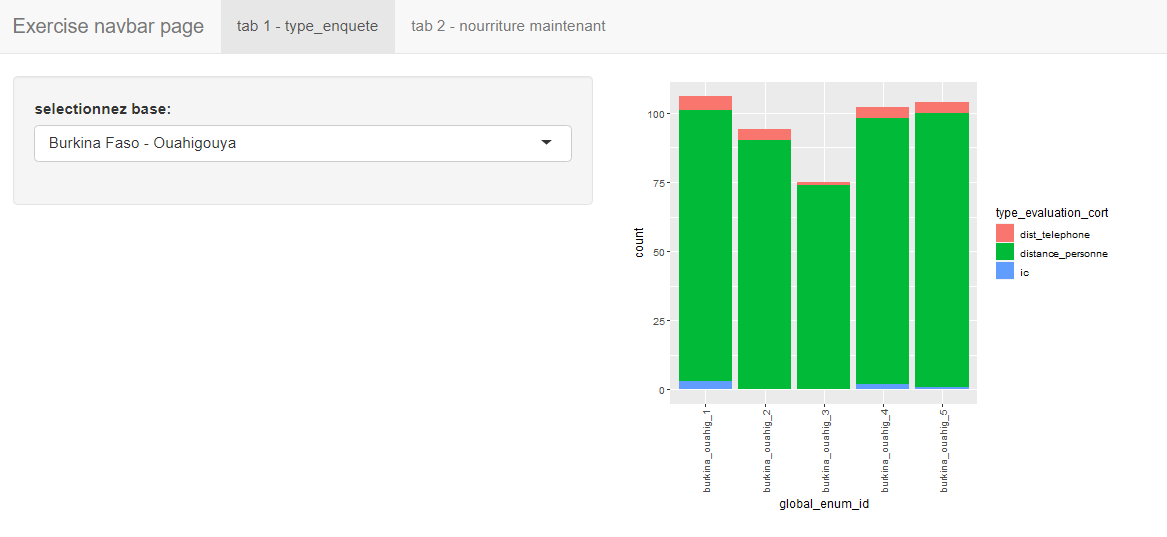 Exercise navbar page
tab 1 - type_enquete
tab 2 - nourriture maintenant
selectionnez base:
Burkina Faso - Ouahigouya
count
100
75
50
25
0
burkina_ouahig_1
burkina_ouahig_2
burkina_ouahig_3
burkina_ouahig_4
burkina_ouahig_5
global_enum_id
type_evaluation_cort
dist_telephone
distance_personne
ic